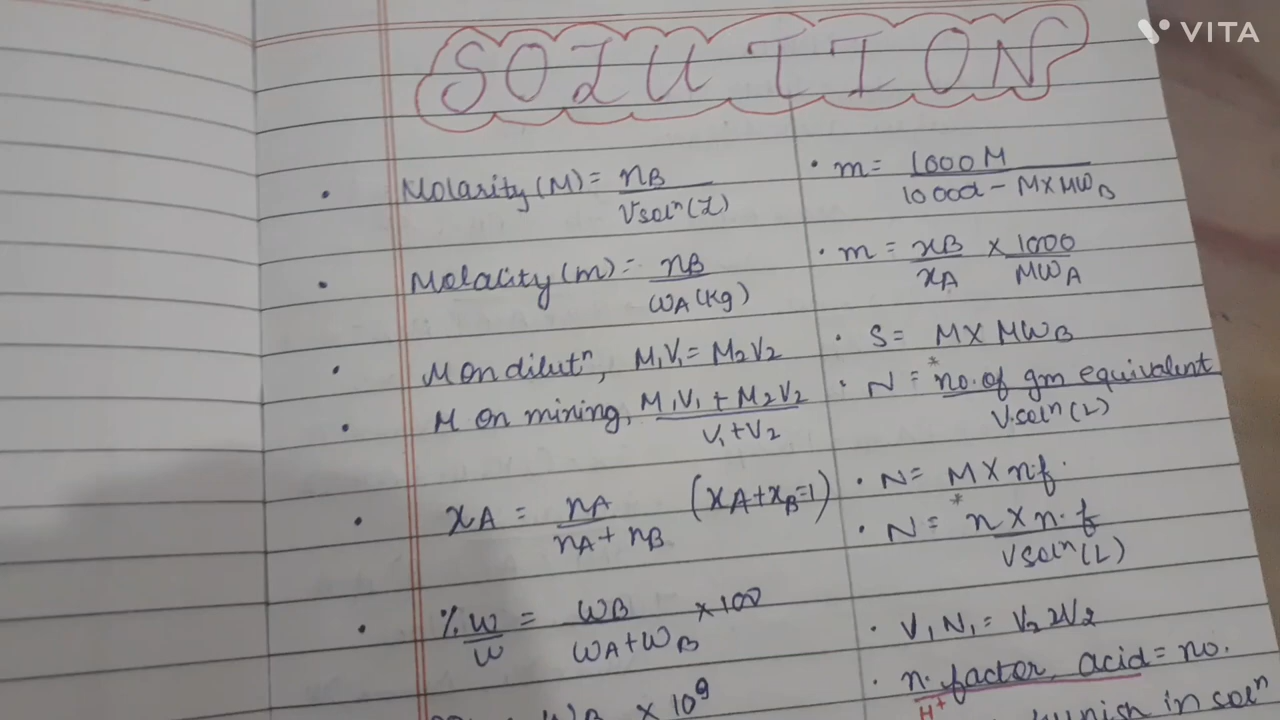 VITA
SOLUTION
• Molarity (M) = nB / Vsolⁿ(L)
• Molality (m) = nB / WA (Kg)
• M on dilutⁿ, M₁V₁ = M₂V₂
• M on mixing, M₁V₁ + M₂V₂ / V₁ + V₂
• xA = nA / nA + nB (xA + xB = 1)
• % w/w = WB / WA + WB × 100
WB × 10⁹
• m = 1000 M / 1000d - M × MWB
• m = xB / xA × 1000 / MWA
• S = M × MWB
• N = *no. of gm equivalent / V.solⁿ(L)
• N = M × n.f.
• N = *n × n.f / Vsolⁿ(L)
• V₁N₁ = V₂N₂
• n.factor, acid = no.
H⁺ in solⁿ